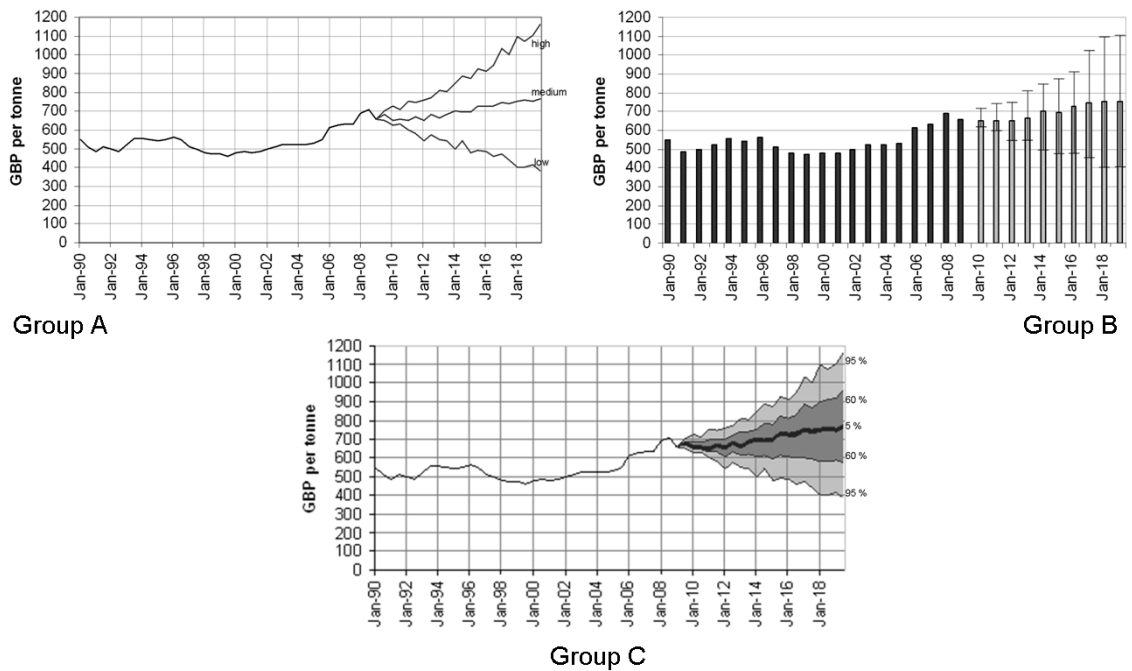 1200
1100
1000
900
800
700
600
500
400
300
200
100
0
GBP per tonne
high
medium
low
Jan-90
Jan-92
Jan-94
Jan-96
Jan-98
Jan-00
Jan-02
Jan-04
Jan-06
Jan-08
Jan-10
Jan-12
Jan-14
Jan-16
Jan-18
Group A
1200
1100
1000
900
800
700
600
500
400
300
200
100
0
GBP per tonne
Jan-90
Jan-92
Jan-94
Jan-96
Jan-98
Jan-00
Jan-02
Jan-04
Jan-06
Jan-08
Jan-10
Jan-12
Jan-14
Jan-16
Jan-18
Group B
1200
1100
1000
900
800
700
600
500
400
300
200
100
0
GBP per tonne
95 %
60 %
5 %
60 %
95 %
Jan-90
Jan-92
Jan-94
Jan-96
Jan-98
Jan-00
Jan-02
Jan-04
Jan-06
Jan-08
Jan-10
Jan-12
Jan-14
Jan-16
Jan-18
Group C